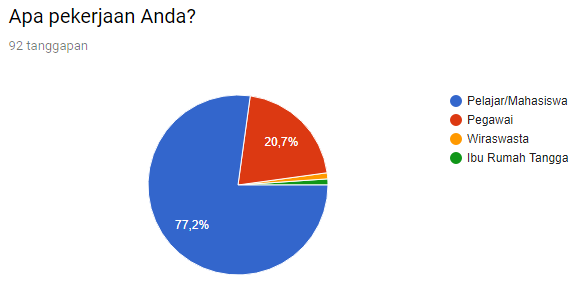 Apa pekerjaan Anda?
92 tanggapan
Pelajar/Mahasiswa
Pegawai
Wiraswasta
Ibu Rumah Tangga
20,7%
77,2%